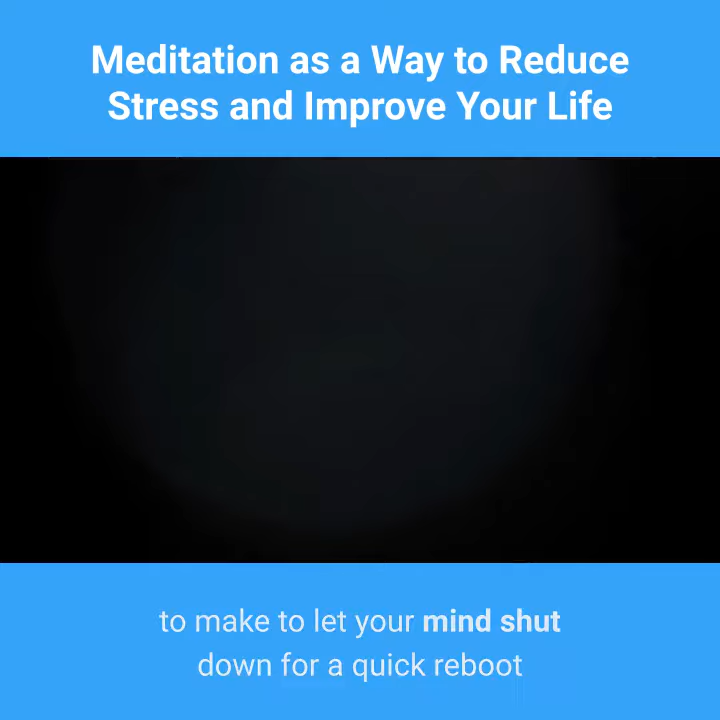 Meditation as a Way to Reduce
Stress and Improve Your Life
to make to let your mind shut
down for a quick reboot